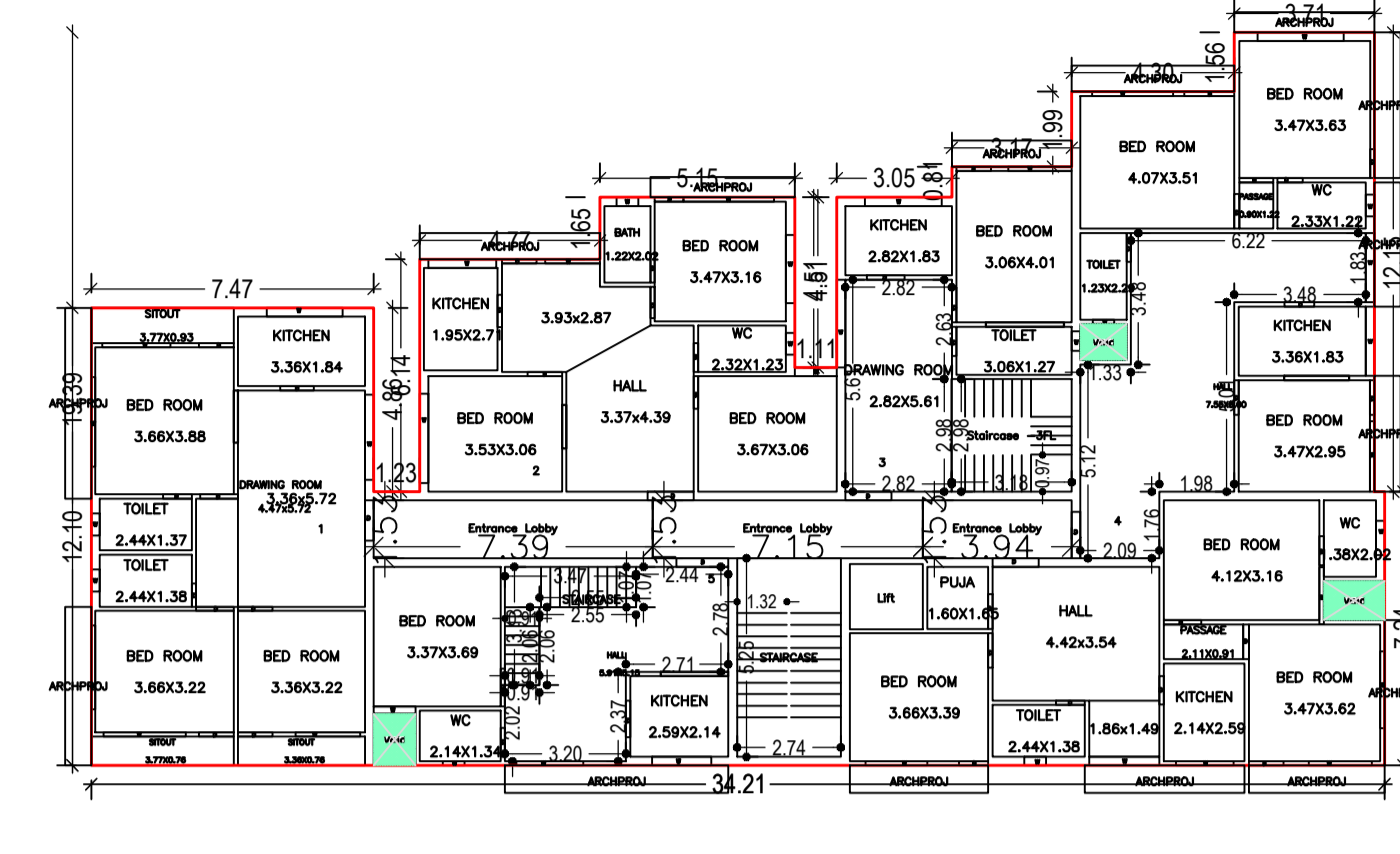 3.71
ARCHPROJ
1.56
4.30
ARCHPROJ
BED ROOM
3.47X3.63
1.99
BED ROOM
4.07X3.51
3.17
ARCHPROJ
0.81
5.15
ARCHPROJ
3.05
PASSAGE
0.90X1.22
WC
2.33X1.22
1.65
BATH
1.22X2.02
BED ROOM
3.47X3.16
KITCHEN
2.82X1.83
BED ROOM
3.06X4.01
6.22
4.77
ARCHPROJ
TOILET
1.83
12.19
7.47
KITCHEN
1.95X2.71
3.93x2.87
4.51
2.82
3.48
3.48
SITOUT
3.77X0.93
KITCHEN
3.36X1.84
WC
2.32X1.23
1.11
2.63
TOILET
3.06X1.27
Void
KITCHEN
3.36X1.83
1.33
6.14
4.86
HALL
3.37x4.39
DRAWING ROOM
2.82X5.61
HALL
BED ROOM
3.66X3.88
ARCHPROJ
BED ROOM
3.53X3.06
2
BED ROOM
3.67X3.06
2.98
2.98
Staircase -3FL
BED ROOM
3.47X2.95
3
0.97
5.12
1.23
2.82
3.18
1.98
DRAWING ROOM
3.36x5.72
4.47x5.72
1
TOILET
2.44X1.37
12.10
Entrance Lobby
7.39
Entrance Lobby
7.15
Entrance Lobby
3.94
4
1.76
2.09
BED ROOM
4.12X3.16
WC
TOILET
2.44X1.38
3.47
2.44
5
STAIRCASE
2.55
2.78
1.32
Lift
PUJA
1.60X1.65
HALL
4.42x3.54
Void
BED ROOM
3.37X3.69
2.06
2.06
HALL
2.71
5.25
STAIRCASE
PASSAGE
2.11X0.91
BED ROOM
3.66X3.22
BED ROOM
3.36X3.22
ARCHPROJ
BED ROOM
3.66X3.39
BED ROOM
3.47X3.62
KITCHEN
2.59X2.14
KITCHEN
2.14X2.59
2.02
2.37
TOILET
2.44X1.38
1.86x1.49
SITOUT
3.77X0.76
SITOUT
3.36X0.76
Void
WC
2.14X1.34
3.20
2.74
ARCHPROJ
34.21
ARCHPROJ
ARCHPROJ
ARCHPROJ